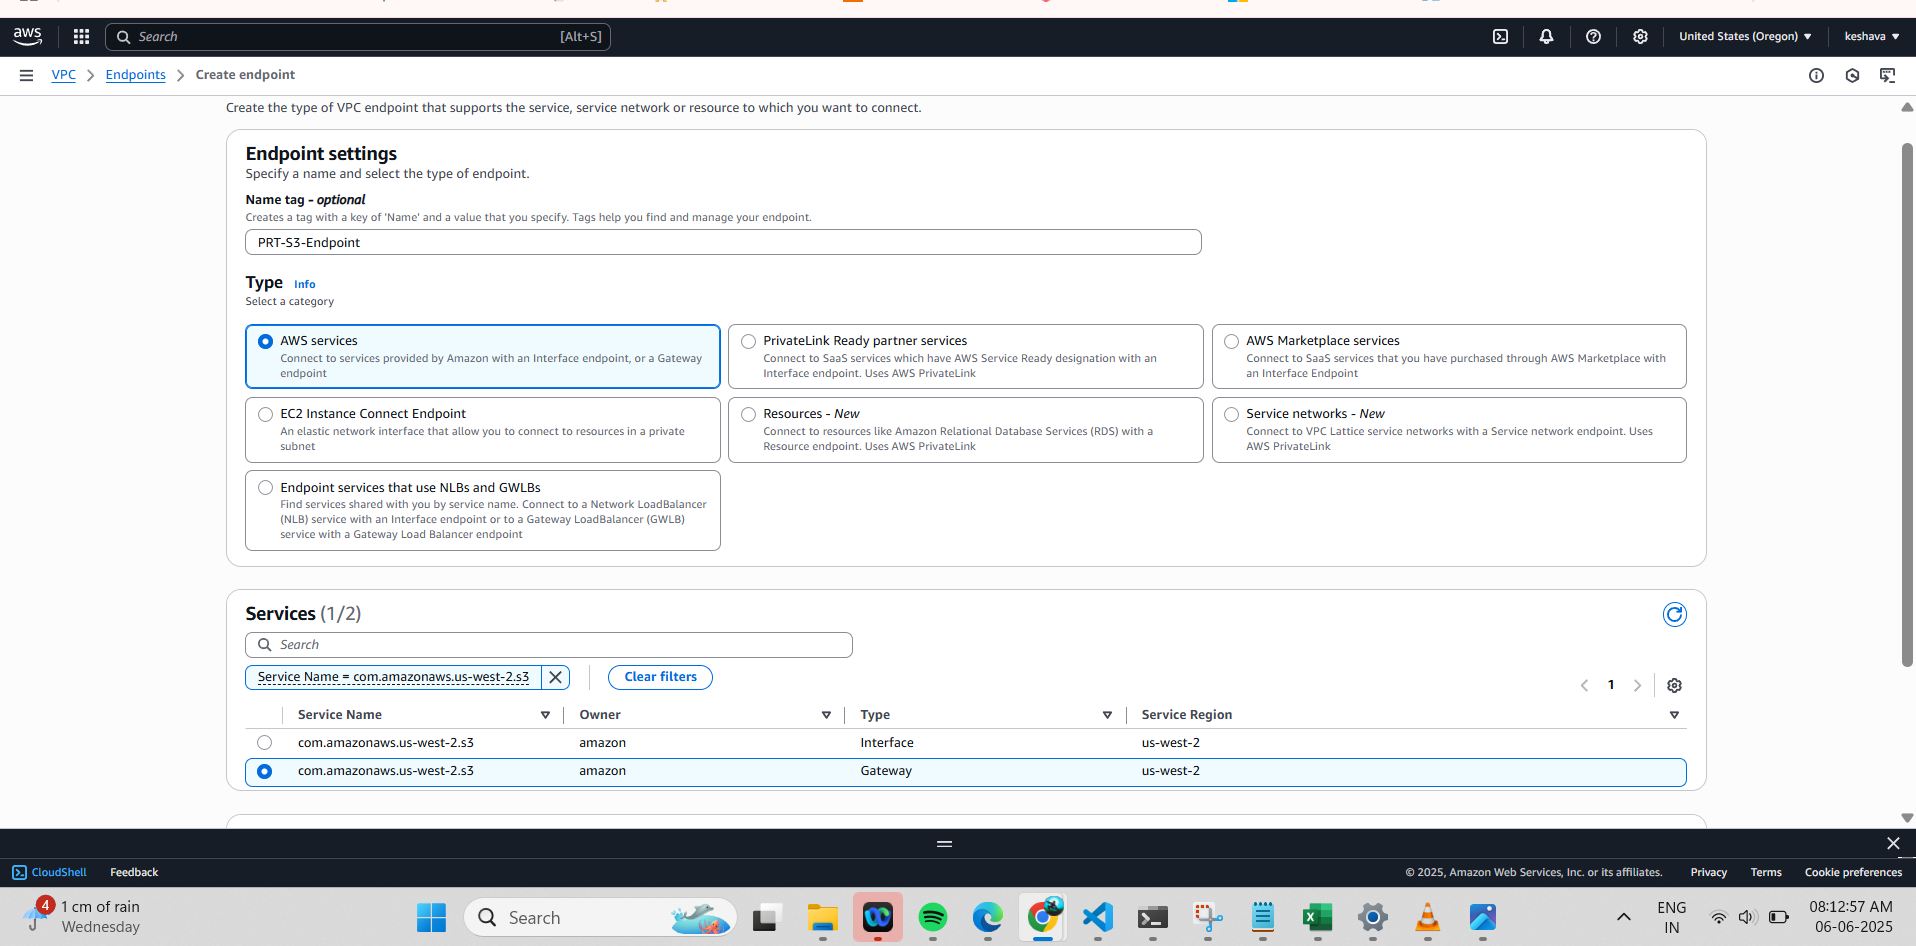 aws
Search
[Alt+S]
United States (Oregon)
keshava
VPC
Endpoints
Create endpoint
Create the type of VPC endpoint that supports the service, service network or resource to which you want to connect.
Endpoint settings
Specify a name and select the type of endpoint.
Name tag - optional
Creates a tag with a key of 'Name' and a value that you specify. Tags help you find and manage your endpoint.
PRT-S3-Endpoint
Type Info
Select a category
AWS services
Connect to services provided by Amazon with an Interface endpoint, or a Gateway
endpoint
PrivateLink Ready partner services
Connect to SaaS services which have AWS Service Ready designation with an
Interface endpoint. Uses AWS PrivateLink
AWS Marketplace services
Connect to SaaS services that you have purchased through AWS Marketplace with
an Interface Endpoint
EC2 Instance Connect Endpoint
An elastic network interface that allow you to connect to resources in a private
subnet
Resources - New
Connect to resources like Amazon Relational Database Services (RDS) with a
Resource endpoint. Uses AWS PrivateLink
Service networks - New
Connect to VPC Lattice service networks with a Service network endpoint. Uses
AWS PrivateLink
Endpoint services that use NLBs and GWLBs
Find services shared with you by service name. Connect to a Network LoadBalancer
(NLB) service with an Interface endpoint or to a Gateway LoadBalancer (GWLB)
service with a Gateway Load Balancer endpoint
Services (1/2)
Search
Service Name = com.amazonaws.us-west-2.s3
Clear filters
1
Service Name Owner Type Service Region
com.amazonaws.us-west-2.s3 amazon Interface us-west-2
com.amazonaws.us-west-2.s3 amazon Gateway us-west-2
CloudShell Feedback
© 2025, Amazon Web Services, Inc. or its affiliates. Privacy Terms Cookie preferences
4
1 cm of rain
Wednesday
Search
ENG
IN
08:12:57 AM
06-06-2025